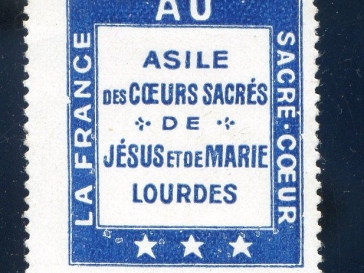 AU
LA FRANCE
SACRÉ-CŒUR
ASILE
DES CŒURS SACRÉS
DE
JÉSUS ET DE MARIE
LOURDES